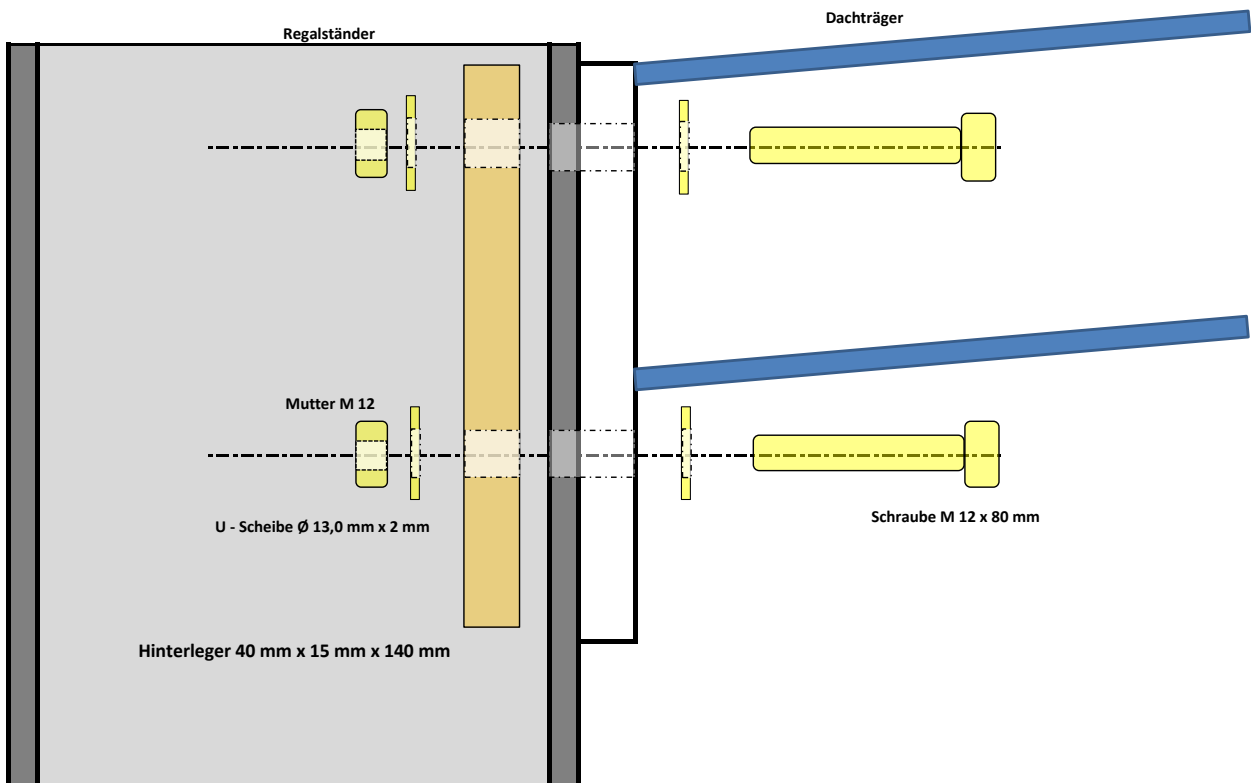 Dachträger
Regalständer
Mutter M 12
U - Scheibe Ø 13,0 mm x 2 mm
Schraube M 12 x 80 mm
Hinterleger 40 mm x 15 mm x 140 mm